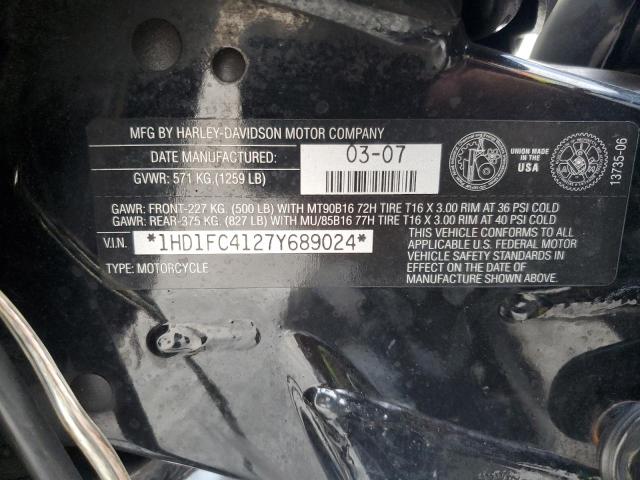 MFG BY HARLEY-DAVIDSON MOTOR COMPANY
DATE MANUFACTURED: 03-07
GVWR: 571 KG.(1259 LB)
UNION MADE IN THE USA
13735-06
GAWR: FRONT-227 KG. (500 LB) WITH MT90B16 72H TIRE T16 X 3.00 RIM AT 36 PSI COLD
GAWR: REAR-375 KG. (827 LB) WITH MU/85B16 77H TIRE T16 X 3.00 RIM AT 40 PSI COLD
V.I.N. *1HD1FC4127Y689024*
TYPE: MOTORCYCLE
THIS VEHICLE CONFORMS TO ALL
APPLICABLE U.S. FEDERAL MOTOR
VEHICLE SAFETY STANDARDS IN
EFFECT ON THE DATE OF
MANUFACTURE SHOWN ABOVE